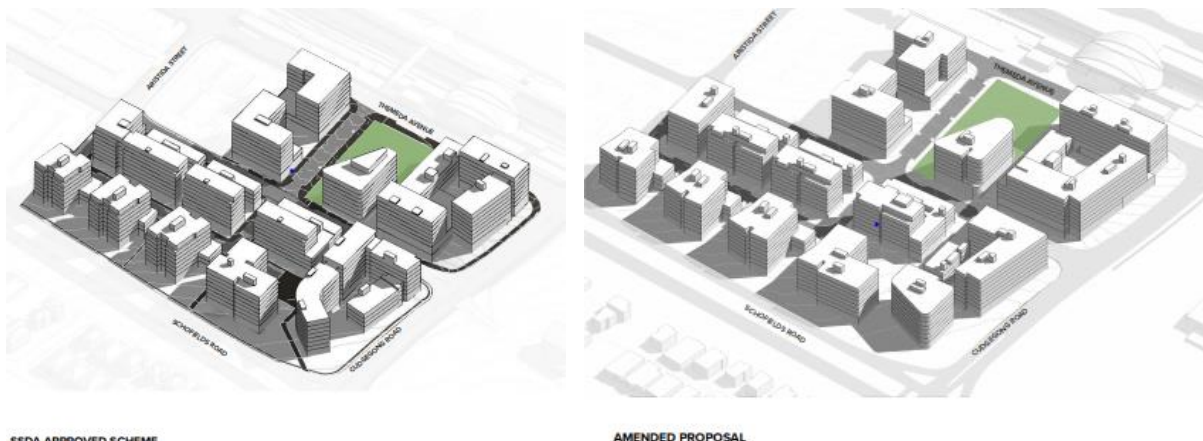 ARISTIDA STREET
THEMEDA AVENUE
SCHOFIELDS ROAD
CUDGEGONG ROAD
SSDA APPROVED SCHEME
ARISTIDA STREET
THEMEDA AVENUE
SCHOFIELDS ROAD
CUDGEGONG ROAD
AMENDED PROPOSAL